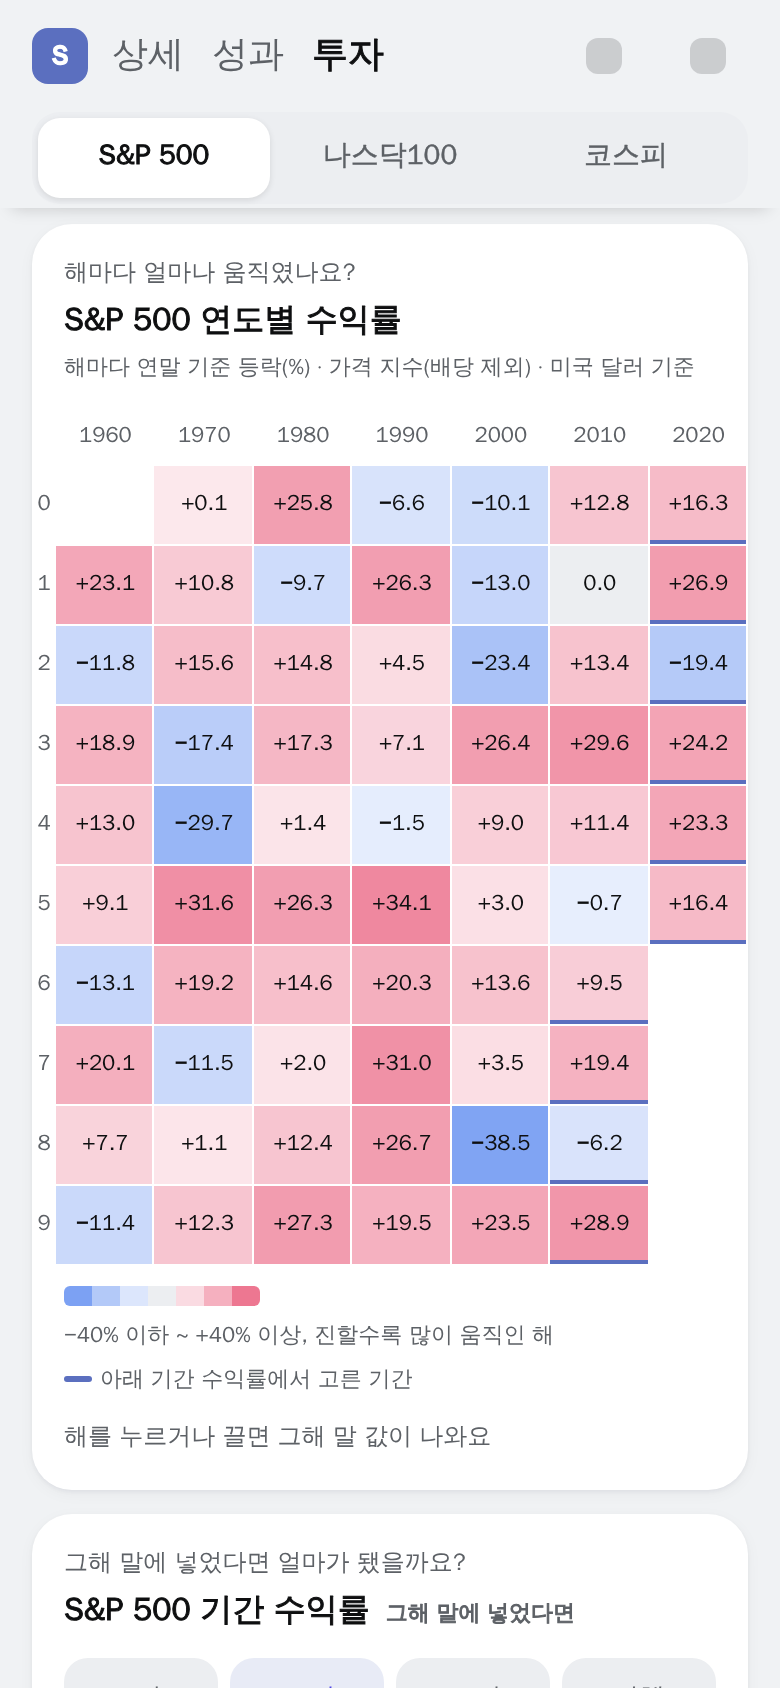 S 상세 성과 투자
S&P 500 나스닥100 코스피
해마다 얼마나 움직였나요?
S&P 500 연도별 수익률
해마다 연말 기준 등락(%) · 가격 지수(배당 제외) · 미국 달러 기준
1960 1970 1980 1990 2000 2010 2020
0 +0.1 +25.8 −6.6 −10.1 +12.8 +16.3
1 +23.1 +10.8 −9.7 +26.3 −13.0 0.0 +26.9
2 −11.8 +15.6 +14.8 +4.5 −23.4 +13.4 −19.4
3 +18.9 −17.4 +17.3 +7.1 +26.4 +29.6 +24.2
4 +13.0 −29.7 +1.4 −1.5 +9.0 +11.4 +23.3
5 +9.1 +31.6 +26.3 +34.1 +3.0 −0.7 +16.4
6 −13.1 +19.2 +14.6 +20.3 +13.6 +9.5
7 +20.1 −11.5 +2.0 +31.0 +3.5 +19.4
8 +7.7 +1.1 +12.4 +26.7 −38.5 −6.2
9 −11.4 +12.3 +27.3 +19.5 +23.5 +28.9
−40% 이하 ~ +40% 이상, 진할수록 많이 움직인 해
아래 기간 수익률에서 고른 기간
해를 누르거나 끌면 그해 말 값이 나와요
그해 말에 넣었다면 얼마가 됐을까요?
S&P 500 기간 수익률 그해 말에 넣었다면